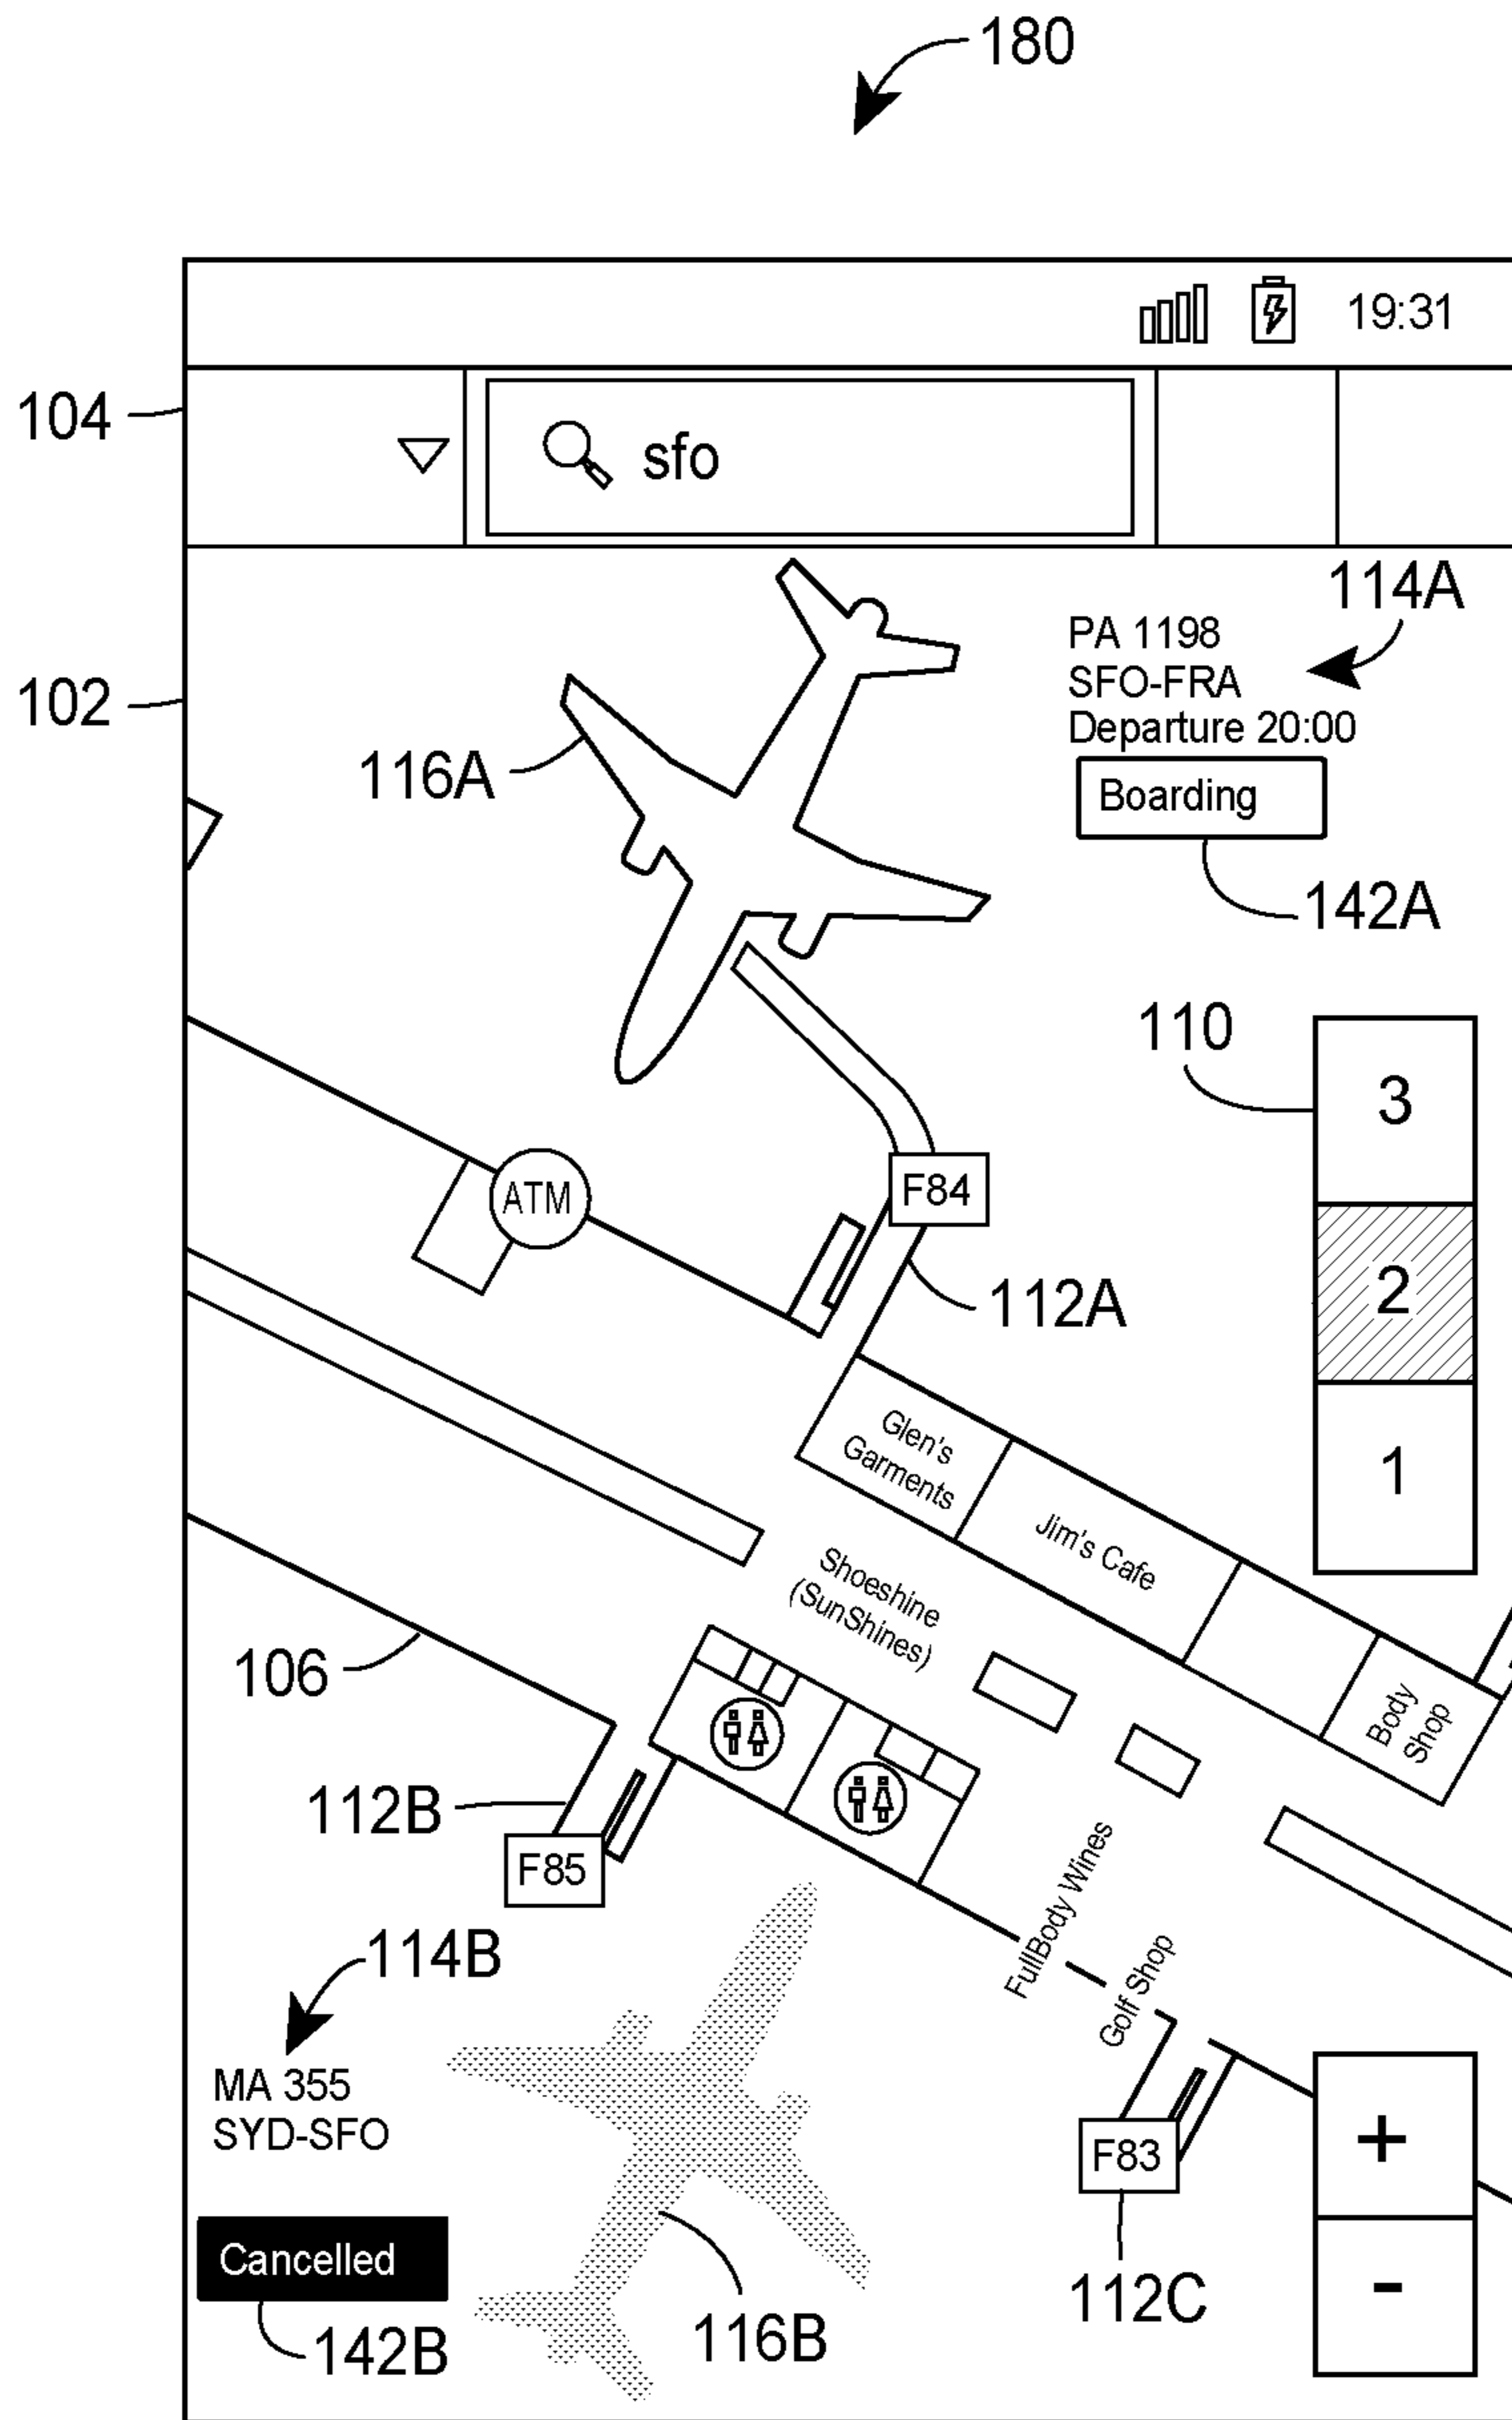 180
19:31
104
sfo
114A
PA 1198
SFO-FRA
Departure 20:00
102
116A
Boarding
142A
110
3
ATM
F84
2
112A
Glen's
Garments
1
Jim's Cafe
Shoeshine
(SunShines)
106
Body
Shop
112B
F85
FullBody Wines
114B
Golf Shop
MA 355
SYD-SFO
F83
+
Cancelled
-
112C
116B
142B